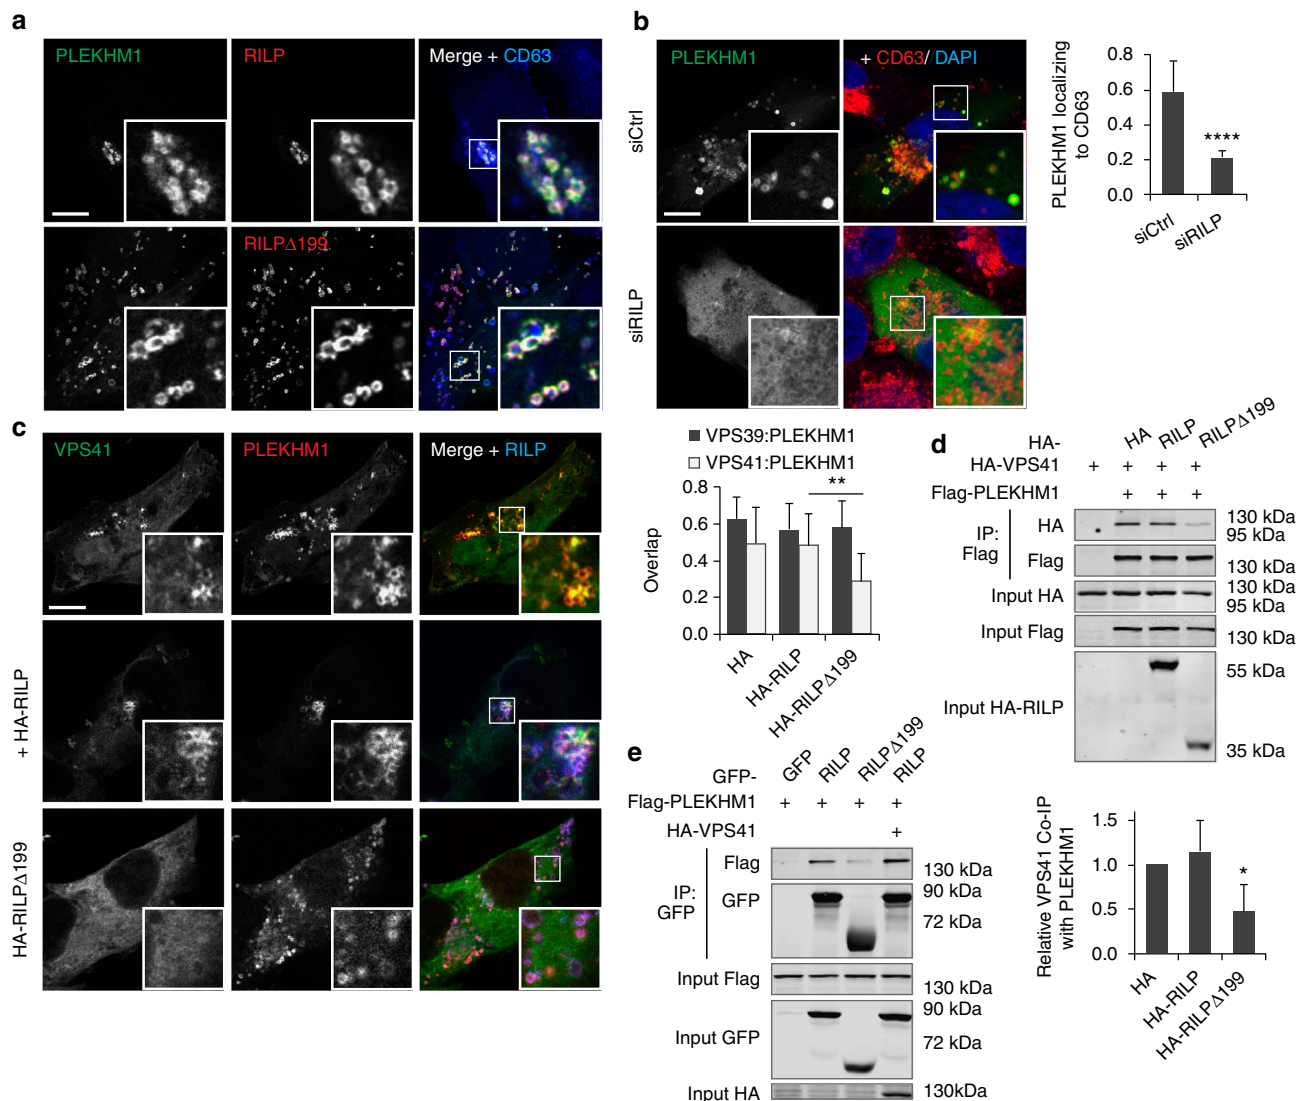 a
PLEKHM1
RILP
Merge + CD63
RILPΔ199
b
PLEKHM1
+ CD63/ DAPI
siCtrl
siRILP
PLEKHM1 localizing
to CD63
0.8
0.6
0.4
0.2
0.0
****
siCtrl
siRILP
c
VPS41
PLEKHM1
Merge + RILP
+ HA-RILP
HA-RILPΔ199
VPS39:PLEKHM1
VPS41:PLEKHM1
Overlap
0.8
0.6
0.4
0.2
0.0
**
HA
HA-RILP
HA-RILPΔ199
d
HA-
HA
RILP
RILPΔ199
HA-VPS41 + + + +
Flag-PLEKHM1 + + +
IP:
Flag
HA
130 kDa
95 kDa
Flag
130 kDa
Input HA
130 kDa
95 kDa
Input Flag
130 kDa
Input HA-RILP
55 kDa
35 kDa
e
GFP-
GFP
RILP
RILPΔ199
RILP
Flag-PLEKHM1 + + + +
HA-VPS41 +
IP:
GFP
Flag
130 kDa
GFP
90 kDa
72 kDa
Input Flag
130 kDa
Input GFP
90 kDa
72 kDa
Input HA
130kDa
Relative VPS41 Co-IP
with PLEKHM1
1.5
1.0
0.5
0.0
*
HA
HA-RILP
HA-RILPΔ199